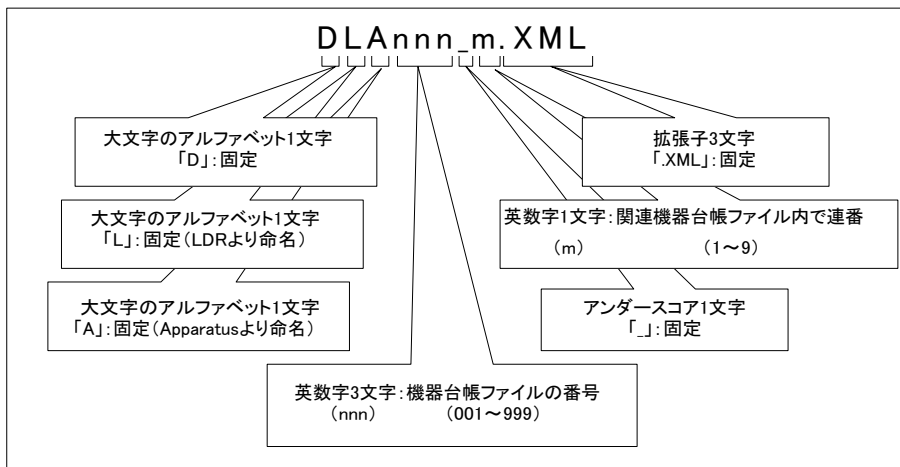 DLAnnn_m.XML
大文字のアルファベット1文字
「D」：固定
拡張子3文字
「.XML」：固定
大文字のアルファベット1文字
「L」：固定（LDRより命名）
英数字1文字：関連機器台帳ファイル内で連番
（m） （1～9）
大文字のアルファベット1文字
「A」：固定（Apparatusより命名）
アンダースコア1文字
「_」：固定
英数字3文字：機器台帳ファイルの番号
（nnn） （001～999）